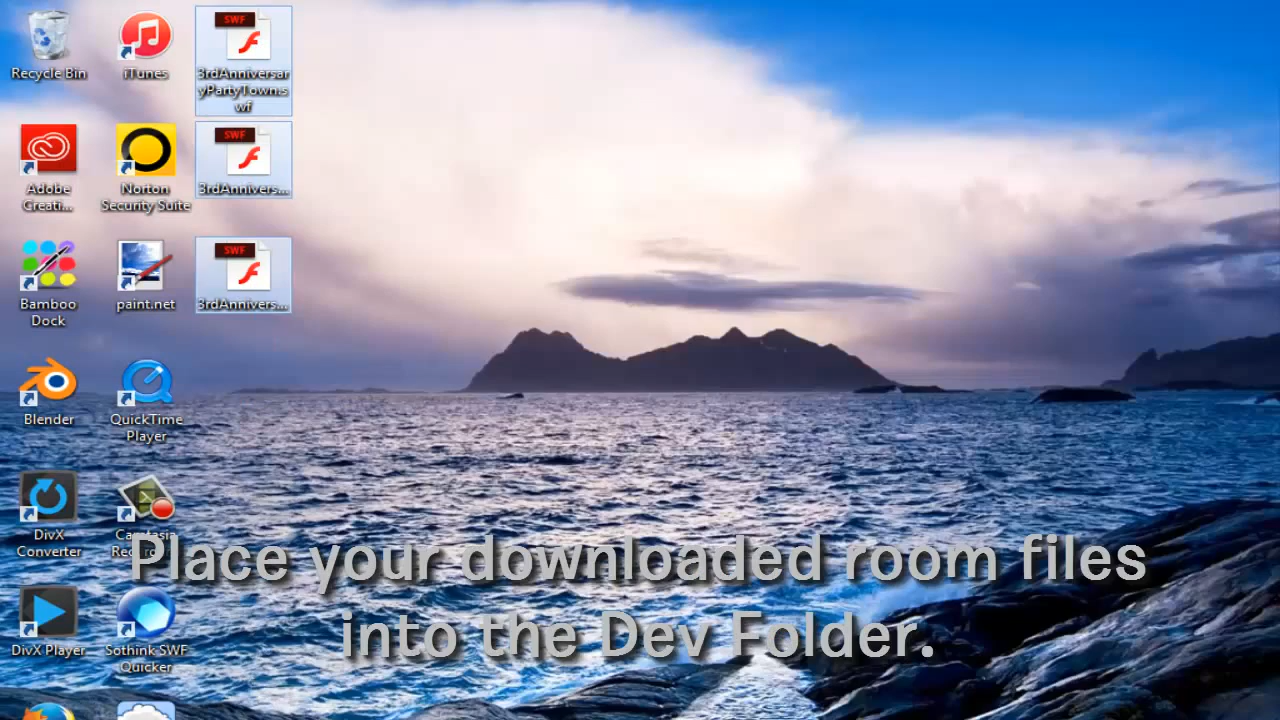 Recycle Bin
iTunes
SWF
3rdAnniversar
yPartyTown.s
wf
Adobe
Creati...
Norton
Security Suite
SWF
3rdAnnivers...
Bamboo
Dock
paint.net
SWF
3rdAnnivers...
Blender
QuickTime
Player
DivX
Converter
Camtasia
Place your downloaded room files
into the Dev Folder.
DivX Player
Sothink SWF
Quicker